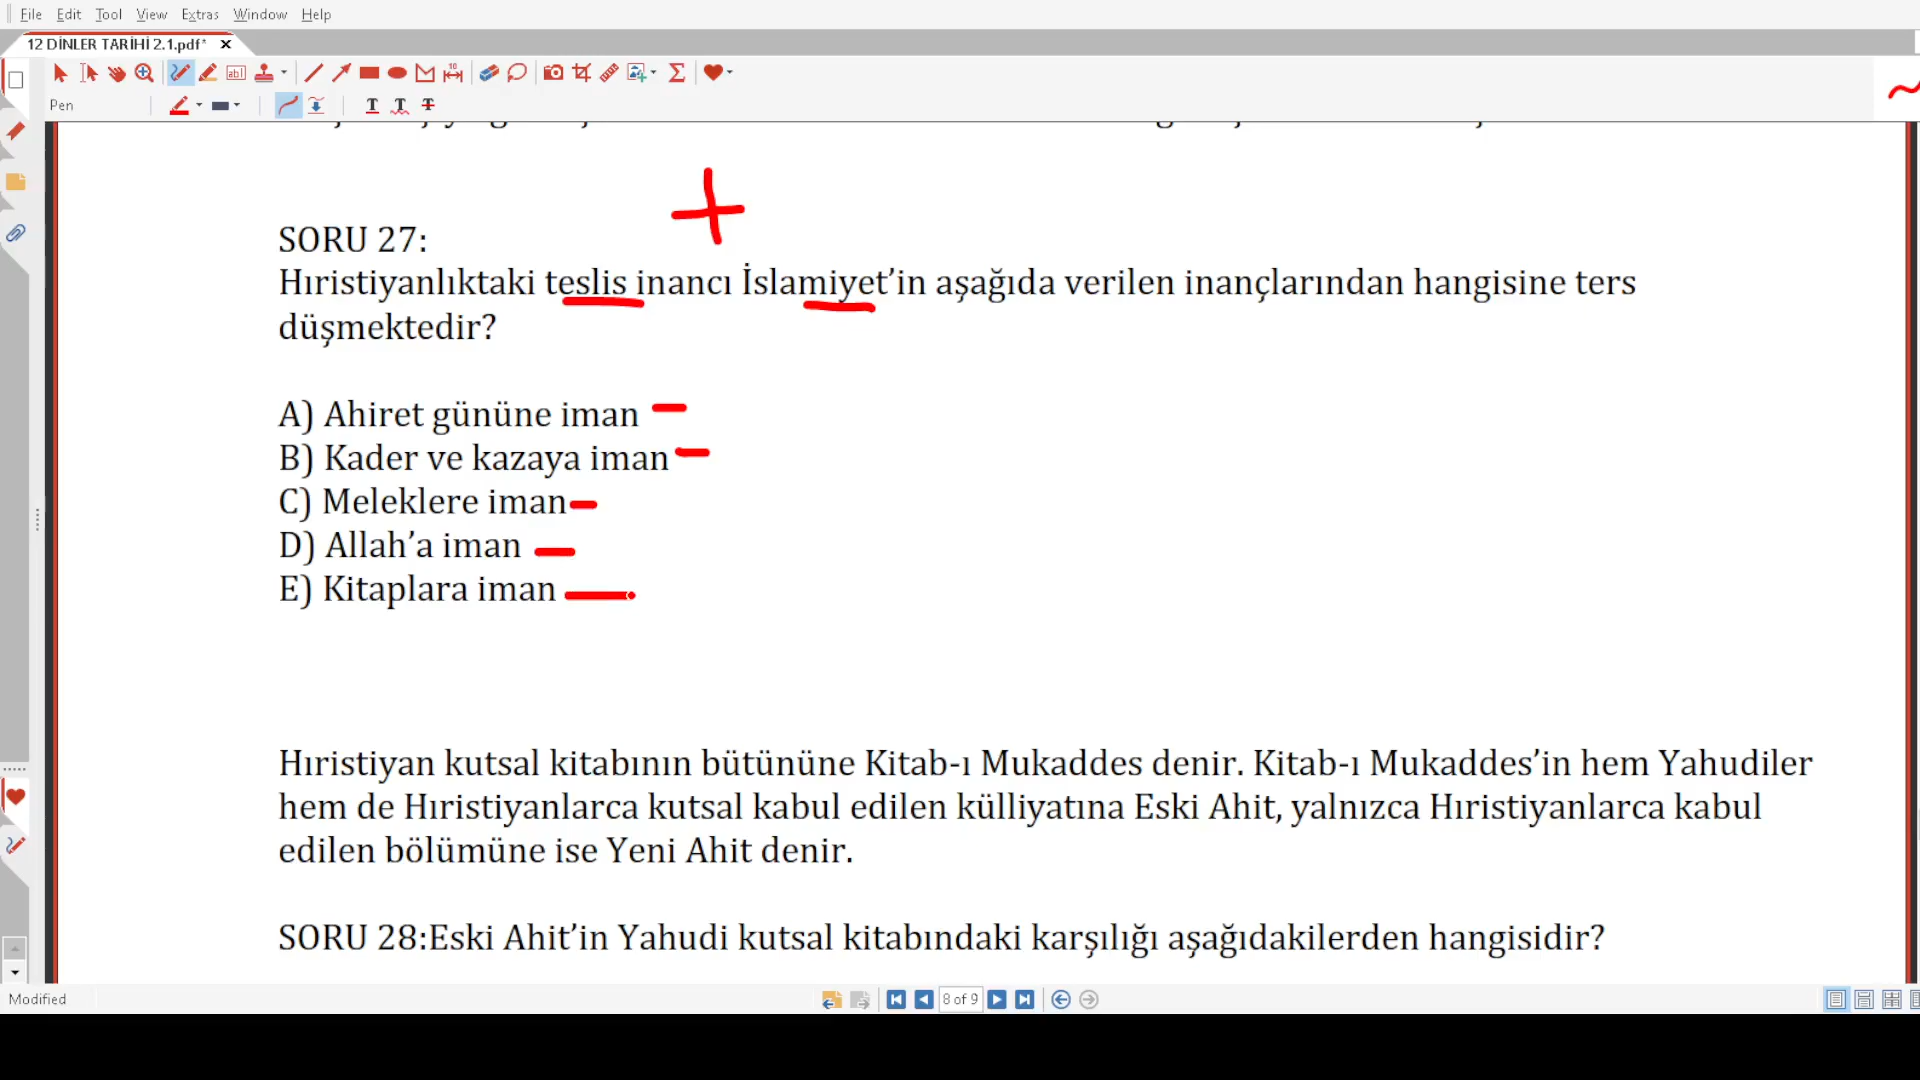 File Edit Tool View Extras Window Help
12 DİNLER TARİHİ 2.1.pdf* x
Pen
SORU 27:
Hıristiyanlıktaki teslis inancı İslamiyet’in aşağıda verilen inançlarından hangisine ters
düşmektedir?
A) Ahiret gününe iman
B) Kader ve kazaya iman
C) Meleklere iman
D) Allah’a iman
E) Kitaplara iman
Hıristiyan kutsal kitabının bütününe Kitab-ı Mukaddes denir. Kitab-ı Mukaddes’in hem Yahudiler
hem de Hıristiyanlarca kutsal kabul edilen külliyatına Eski Ahit, yalnızca Hıristiyanlarca kabul
edilen bölümüne ise Yeni Ahit denir.
SORU 28:Eski Ahit’in Yahudi kutsal kitabındaki karşılığı aşağıdakilerden hangisidir?
Modified
8 of 9